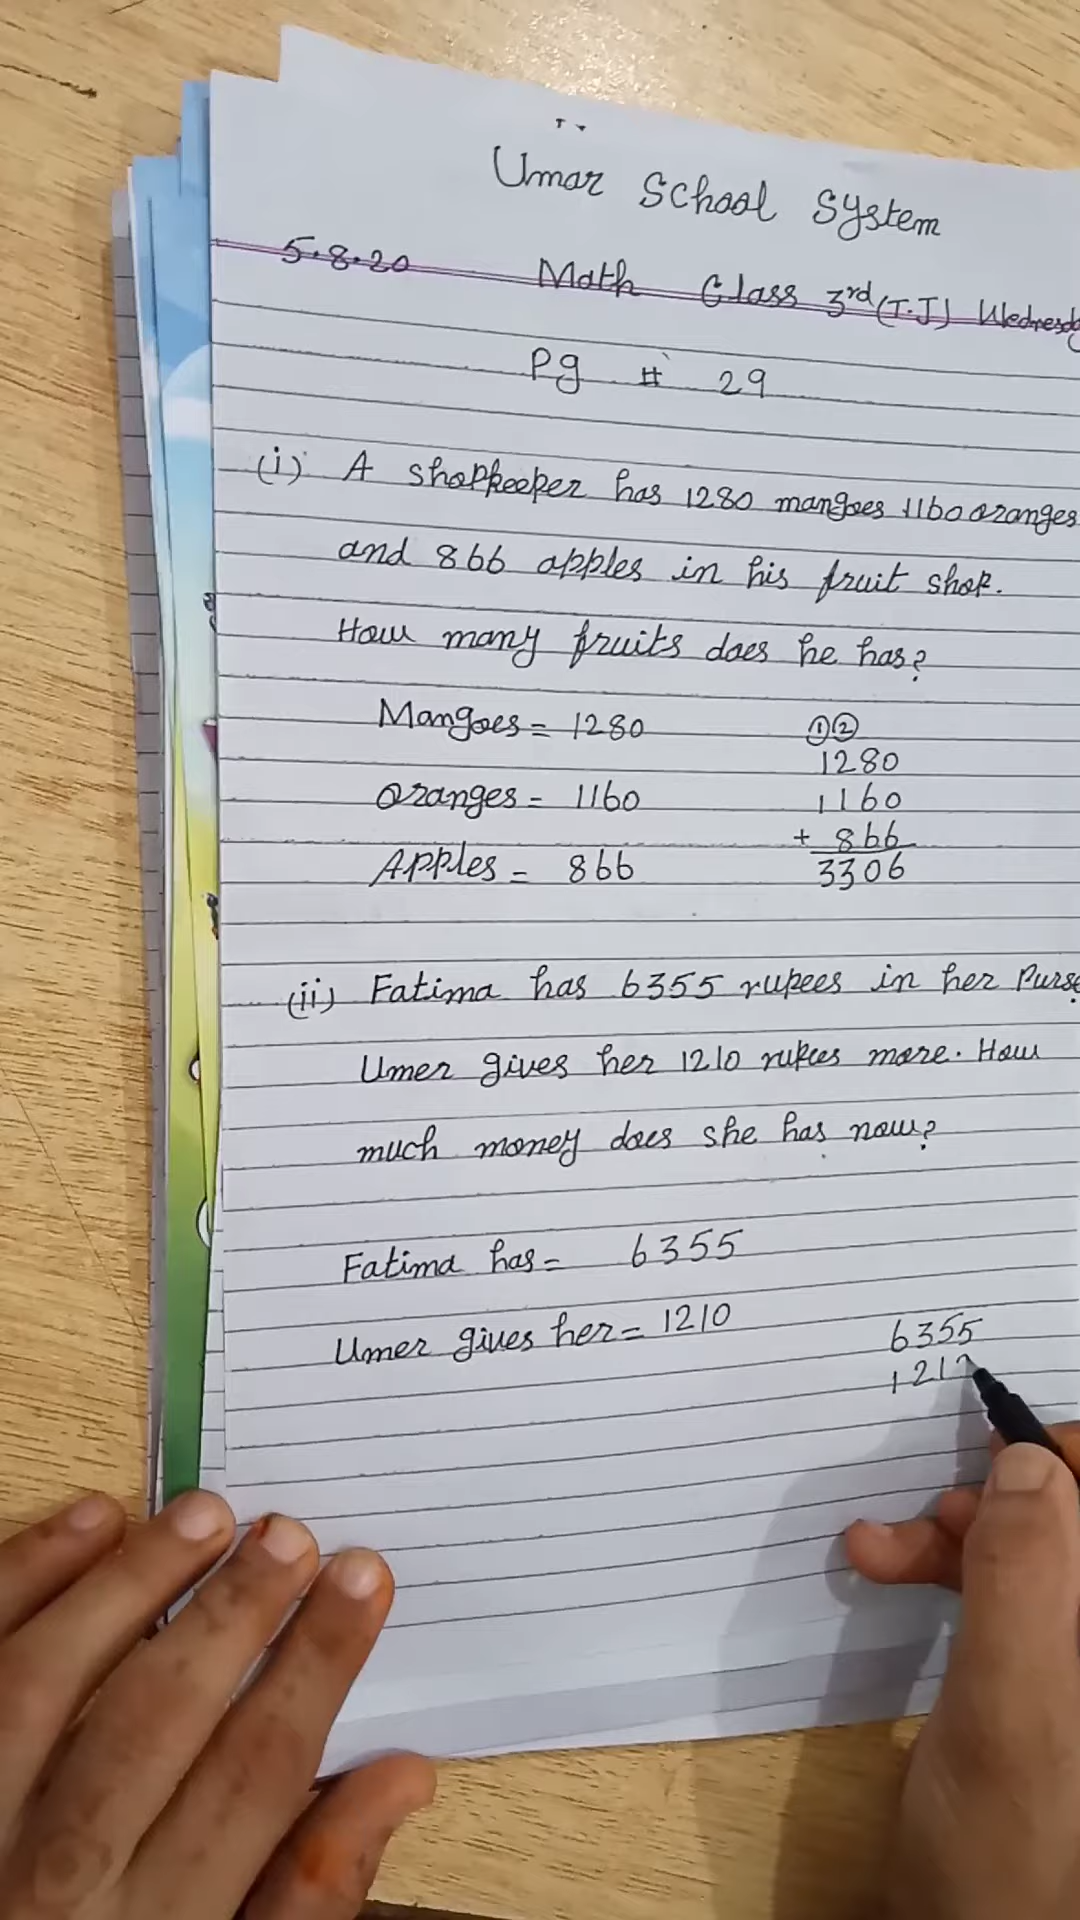 Umar School System
5.8.20 Math Class 3rd (T.J) Wednesday
Pg # 29
(i) A shopkeeper has 1280 mangoes 1160 oranges
and 866 apples in his fruit shop.
How many fruits does he has?
Mangoes = 1280
① ②
1280
Oranges = 1160
1160
+ 866
Apples = 866
3306
(ii) Fatima has 6355 rupees in her Purse
Umer gives her 1210 rupees more. How
much money does she has now?
Fatima has = 6355
Umer gives her = 1210
6355
121